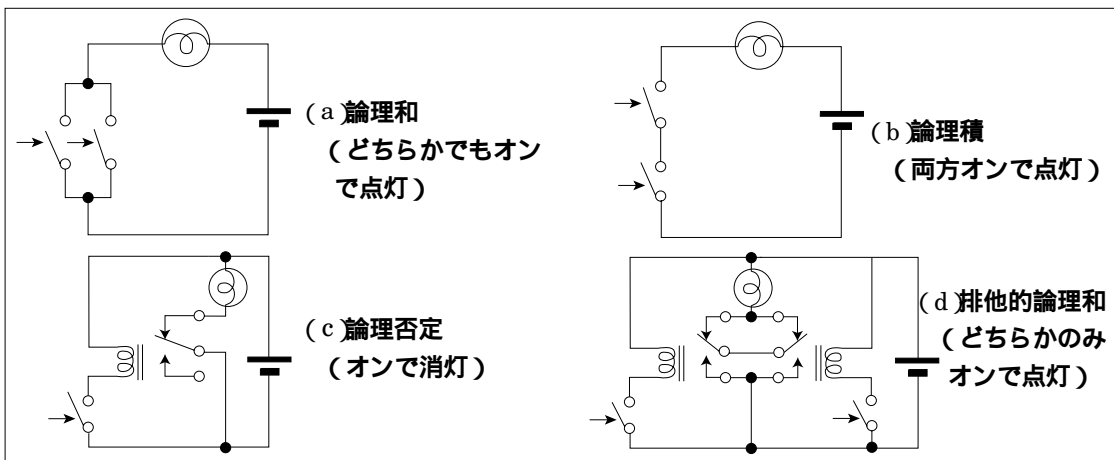 (a)論理和
(どちらかでもオン
で点灯)
(b)論理積
(両方オンで点灯)
(c)論理否定
(オンで消灯)
(d)排他的論理和
(どちらかのみ
オンで点灯)